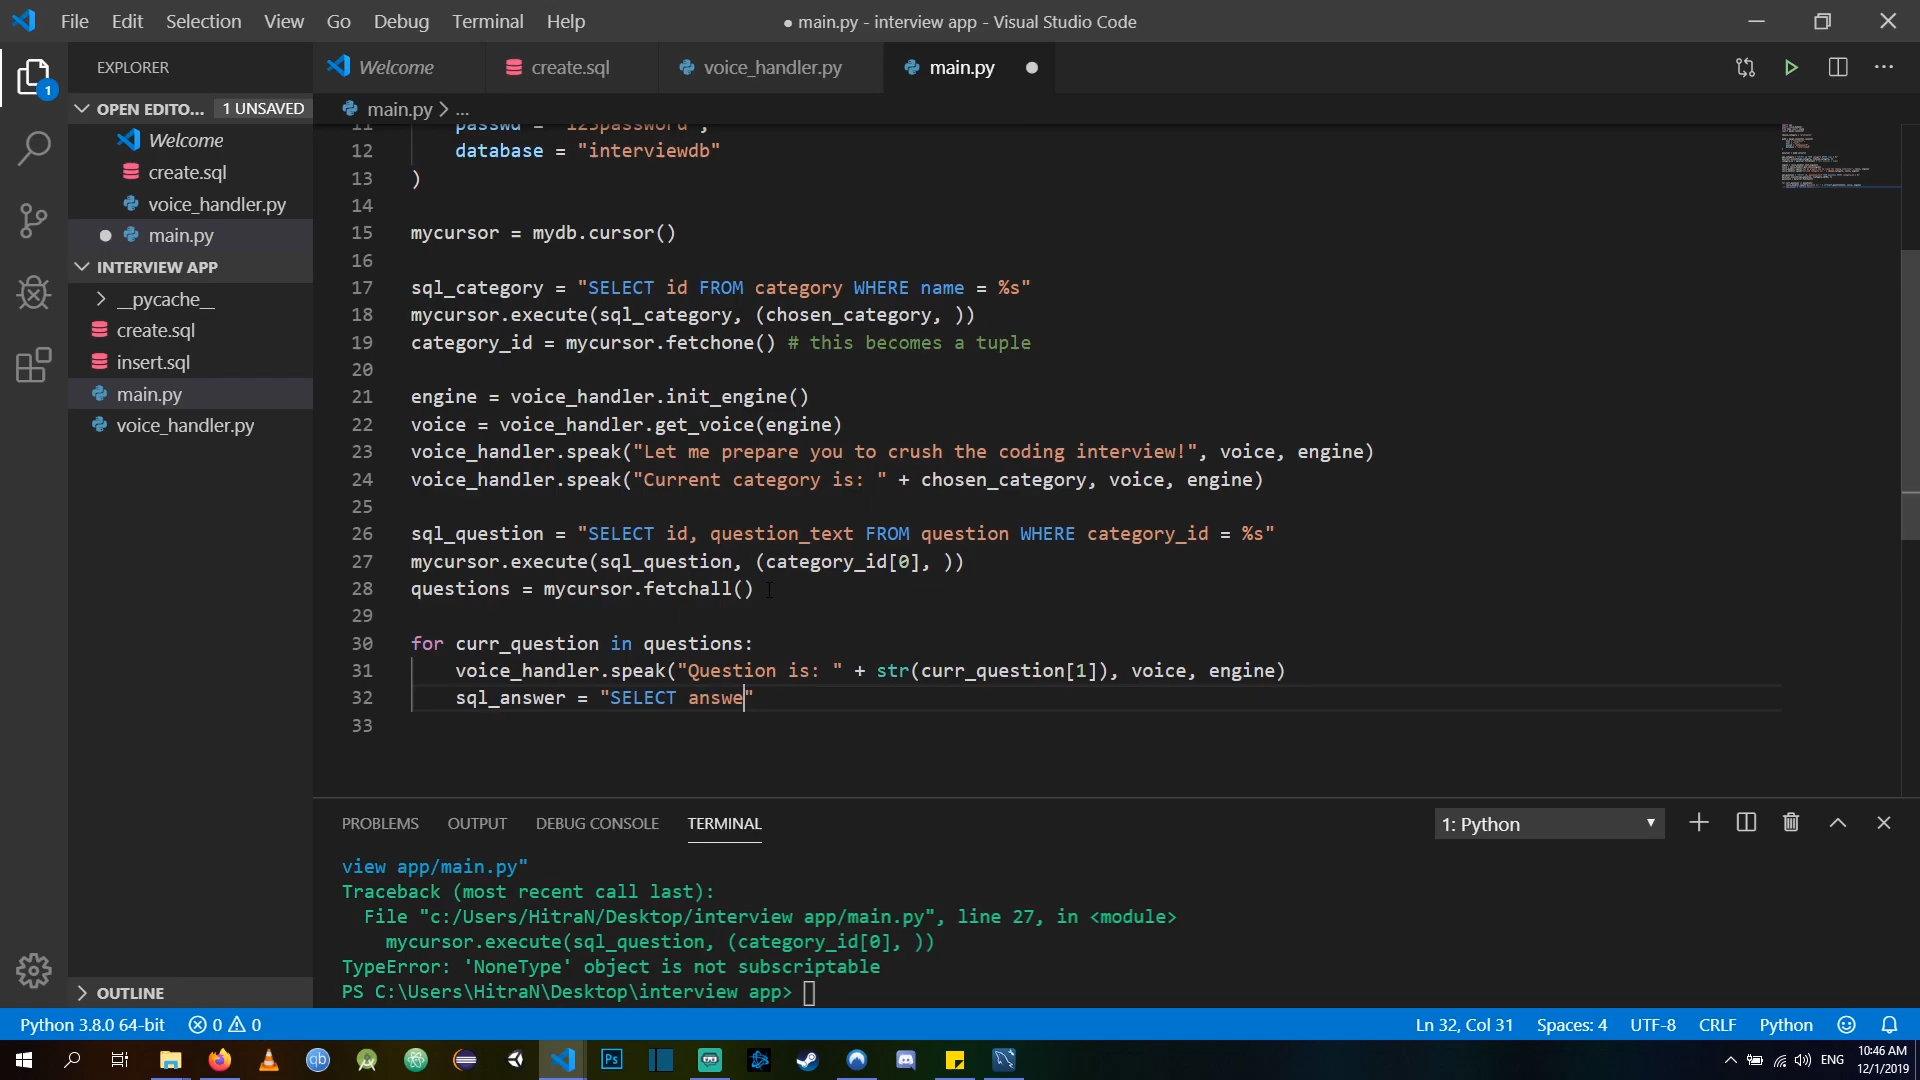 File Edit Selection View Go Debug Terminal Help
● main.py - interview app - Visual Studio Code
EXPLORER
Welcome create.sql voice_handler.py main.py
OPEN EDITO... 1 UNSAVED
main.py > ...
Welcome
create.sql
voice_handler.py
main.py
INTERVIEW APP
__pycache__
create.sql
insert.sql
main.py
voice_handler.py
OUTLINE
11 passwd = "123password",
12 database = "interviewdb"
13 )
14
15 mycursor = mydb.cursor()
16
17 sql_category = "SELECT id FROM category WHERE name = %s"
18 mycursor.execute(sql_category, (chosen_category, ))
19 category_id = mycursor.fetchone() # this becomes a tuple
20
21 engine = voice_handler.init_engine()
22 voice = voice_handler.get_voice(engine)
23 voice_handler.speak("Let me prepare you to crush the coding interview!", voice, engine)
24 voice_handler.speak("Current category is: " + chosen_category, voice, engine)
25
26 sql_question = "SELECT id, question_text FROM question WHERE category_id = %s"
27 mycursor.execute(sql_question, (category_id[0], ))
28 questions = mycursor.fetchall()
29
30 for curr_question in questions:
31 voice_handler.speak("Question is: " + str(curr_question[1]), voice, engine)
32 sql_answer = "SELECT answe"
33
PROBLEMS OUTPUT DEBUG CONSOLE TERMINAL
1: Python
view app/main.py"
Traceback (most recent call last):
File "c:/Users/HitraN/Desktop/interview app/main.py", line 27, in <module>
mycursor.execute(sql_question, (category_id[0], ))
TypeError: 'NoneType' object is not subscriptable
PS C:\Users\HitraN\Desktop\interview app>
Python 3.8.0 64-bit 0 0
Ln 32, Col 31 Spaces: 4 UTF-8 CRLF Python
1
qb
Ps
ENG
10:46 AM
12/1/2019